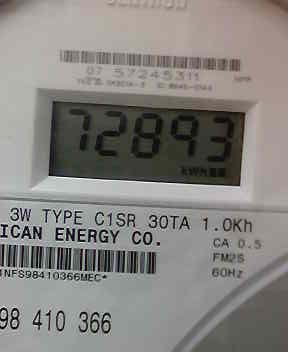 07 57245311
72893
3W TYPE C1SR 30TA 1.0Kh
ICAN ENERGY CO.
CA 0.5
FM2S
60Hz
1NFS98410366MEC*
98 410 366